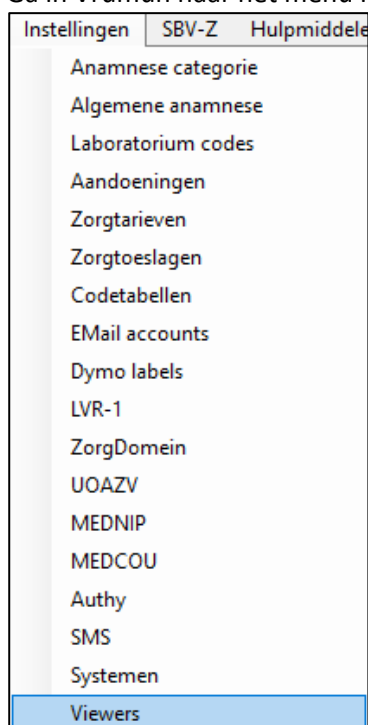 Instellingen SBV-Z Hulpmiddele
Anamnese categorie
Algemene anamnese
Laboratorium codes
Aandoeningen
Zorgtarieven
Zorgtoeslagen
Codetabellen
EMail accounts
Dymo labels
LVR-1
ZorgDomein
UOAZV
MEDNIP
MEDCOU
Authy
SMS
Systemen
Viewers